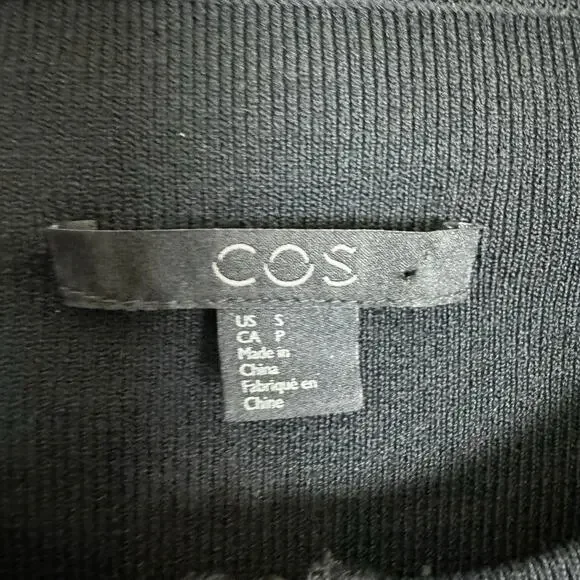 COS
US S
CA P
Made in
China
Fabriqué en
Chine